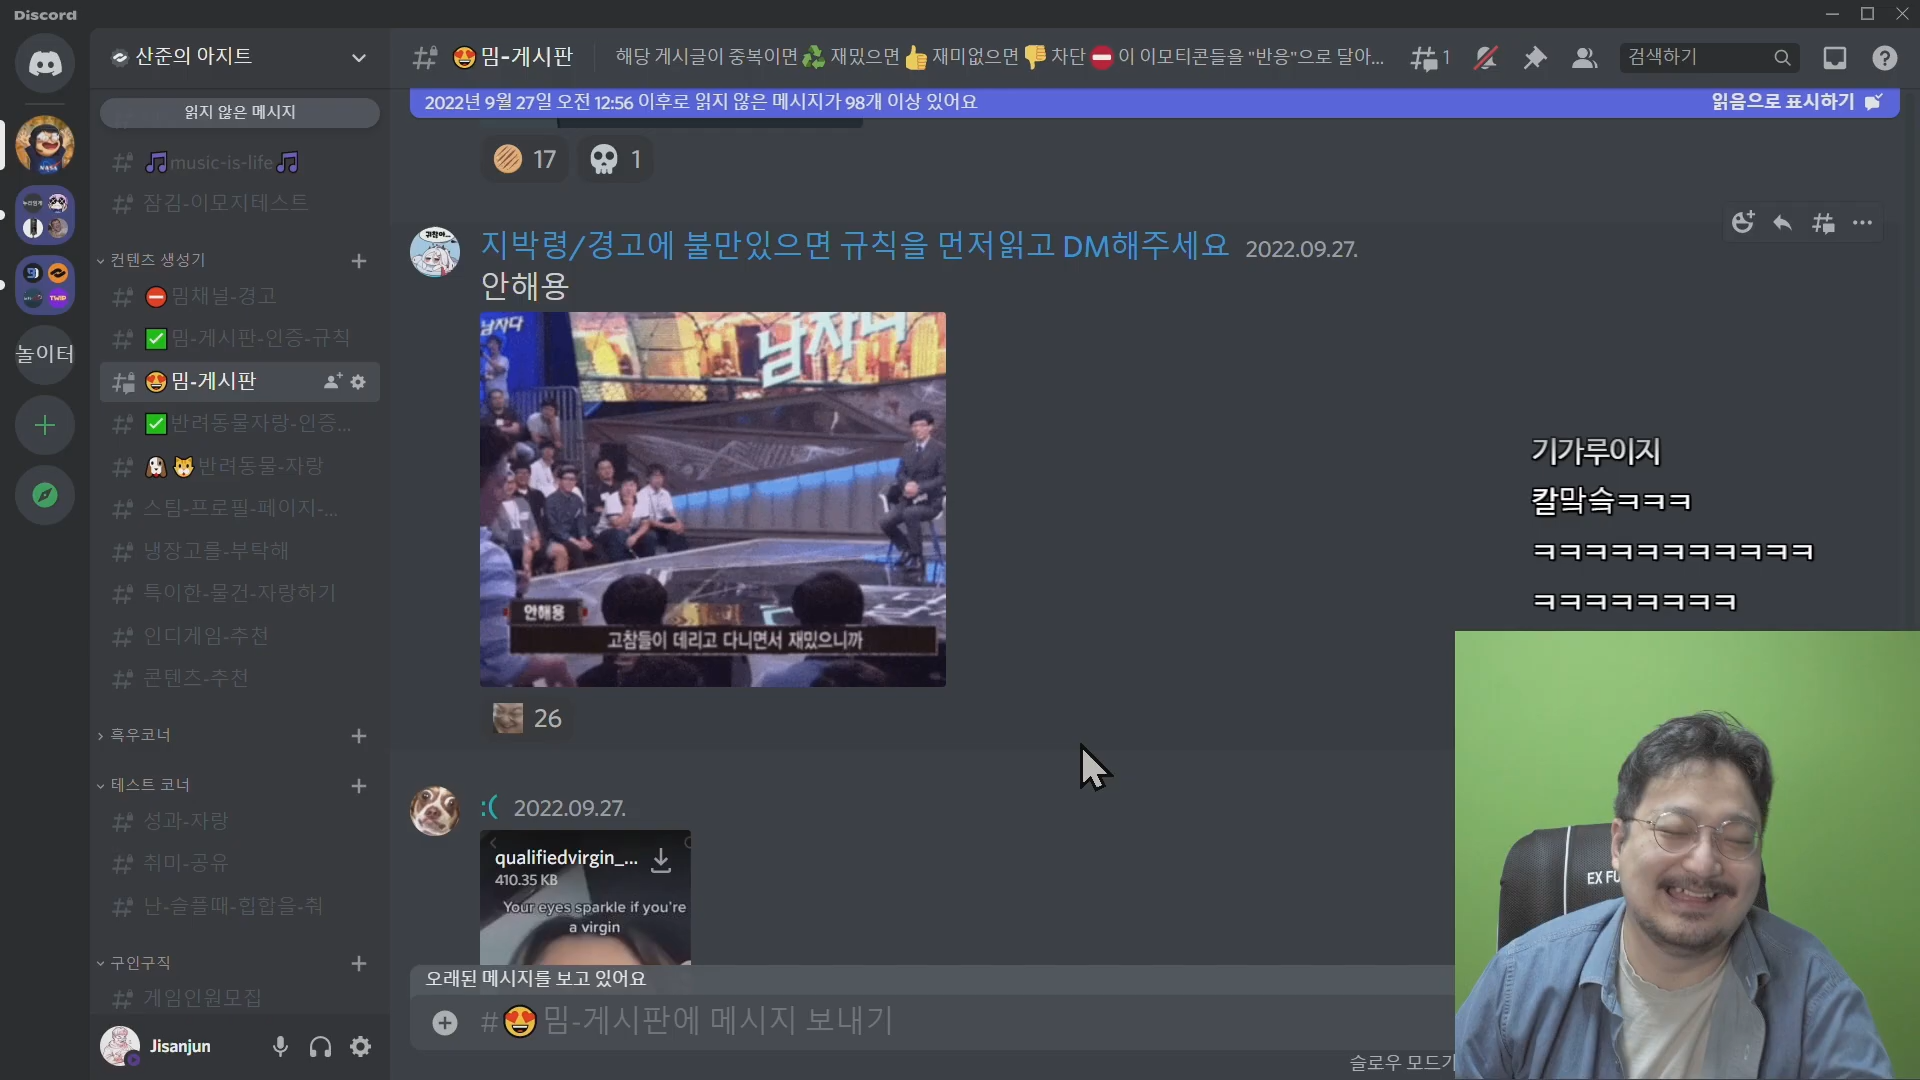 Discord
산준의 아지트
읽지 않은 메시지
music-is-life
잠김-이모지테스트
컨텐츠 생성기
밈채널-경고
밈-게시판-인증-규칙
밈-게시판
반려동물자랑-인증...
반려동물-자랑
스팀-프로필-페이지-...
냉장고를-부탁해
특이한-물건-자랑하기
인디게임-추천
콘텐츠-추천
흑우코너
테스트 코너
성과-자랑
취미-공유
난-슬플때-힙합을-춰
구인구직
게임인원모집
Jisanjun
놀이터
TWIP
NASA
😍밈-게시판
해당 게시글이 중복이면♻재밌으면👍재미없으면👎차단⛔이 이모티콘들을 "반응"으로 달아...
1
검색하기
2022년 9월 27일 오전 12:56 이후로 읽지 않은 메시지가 98개 이상 있어요
읽음으로 표시하기
17
1
지박령/경고에 불만있으면 규칙을 먼저읽고 DM해주세요 2022.09.27.
안해용
남자다
남자다
안해용
고참들이 데리고 다니면서 재밌으니까
26
:( 2022.09.27.
qualifiedvirgin_...
410.35 KB
Your eyes sparkle if you're
a virgin
오래된 메시지를 보고 있어요
#😍밈-게시판에 메시지 보내기
슬로우 모드가
기가루이지
칼맠슼ㅋㅋㅋ
ㅋㅋㅋㅋㅋㅋㅋㅋㅋㅋㅋ
ㅋㅋㅋㅋㅋㅋㅋㅋ
EX FU